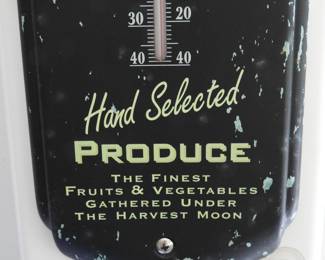 30 20
40 40
Hand Selected
PRODUCE
THE FINEST
FRUITS & VEGETABLES
GATHERED UNDER
THE HARVEST MOON